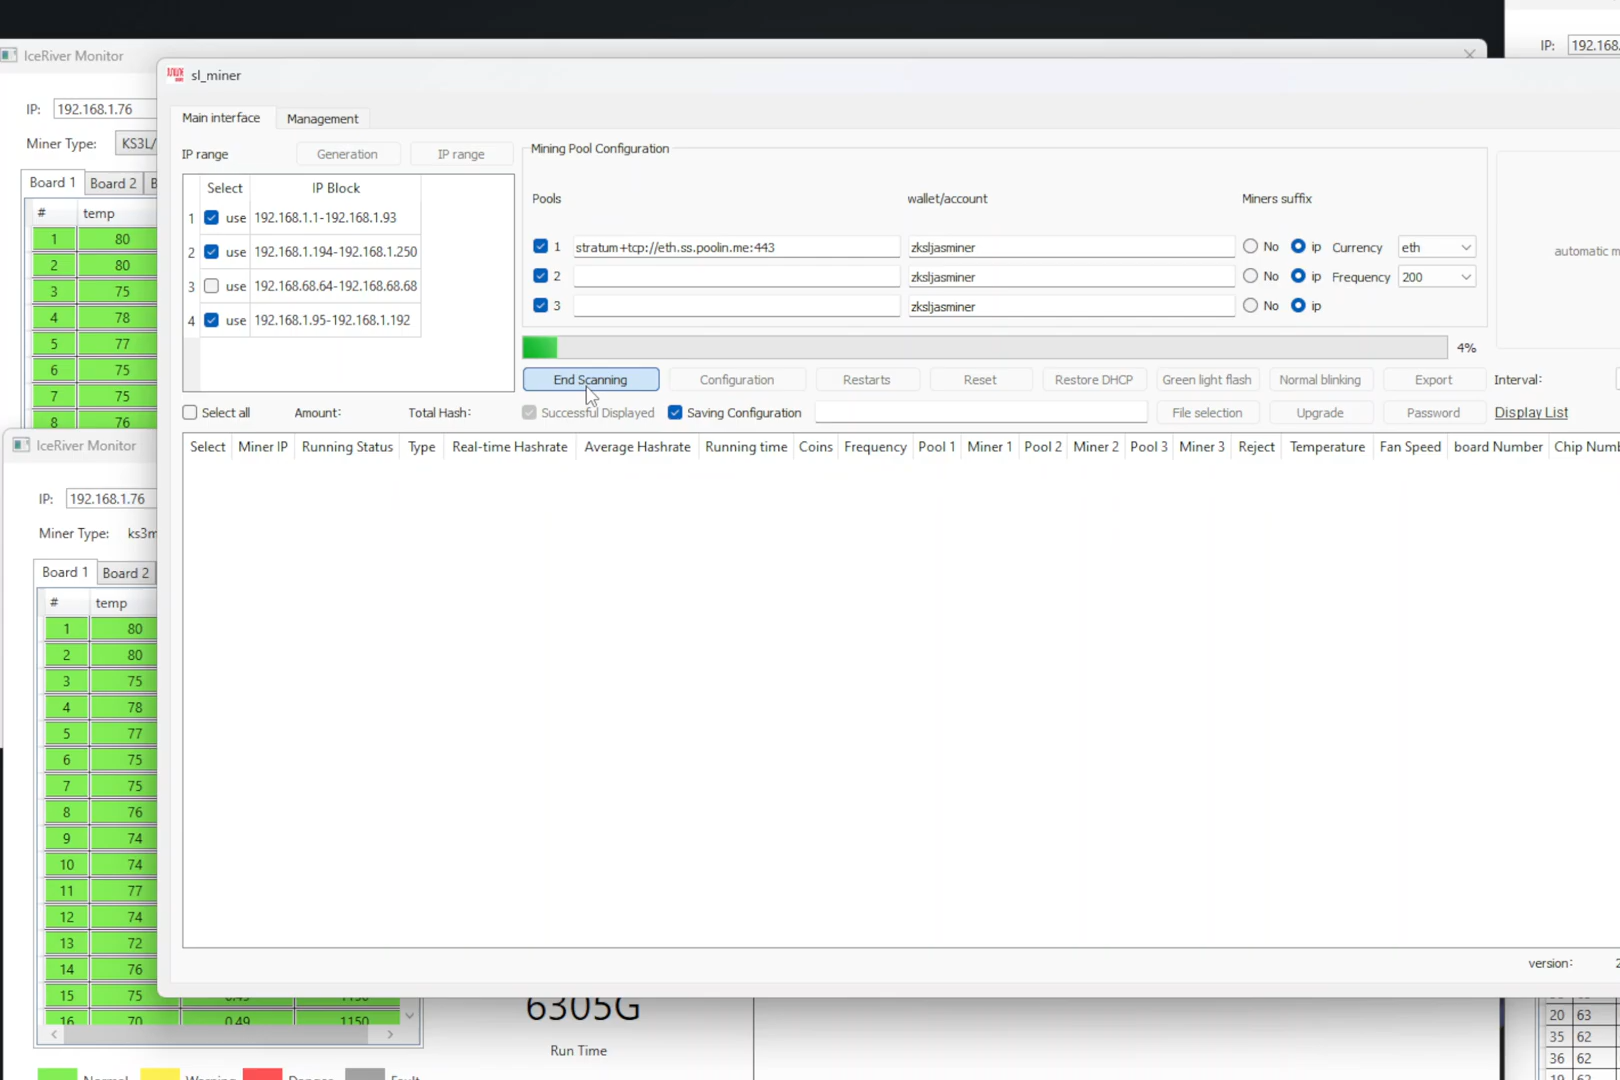 IceRiver Monitor
IP: 192.168.1.76
Miner Type: KS3L/
Board 1 Board 2 B
# temp
1 80
2 80
3 75
4 78
5 77
6 75
7 75
8 76
IceRiver Monitor
IP: 192.168.1.76
Miner Type: ks3m
Board 1 Board 2
# temp
1 80
2 80
3 75
4 78
5 77
6 75
7 75
8 76
9 74
10 74
11 77
12 74
13 72
14 76
15 75 0.49 1150
16 70 0.49 1150
Normal Warning Danger Fault
sl_miner
Main interface Management
IP range Generation IP range
Select IP Block
1 use 192.168.1.1-192.168.1.93
2 use 192.168.1.194-192.168.1.250
3 use 192.168.68.64-192.168.68.68
4 use 192.168.1.95-192.168.1.192
Mining Pool Configuration
Pools wallet/account Miners suffix
1 stratum+tcp://eth.ss.poolin.me:443 zksljasminer No ip Currency eth
2 zksljasminer No ip Frequency 200
3 zksljasminer No ip
automatic m
4%
End Scanning Configuration Restarts Reset Restore DHCP Green light flash Normal blinking Export Interval:
Select all Amount: Total Hash: Successful Displayed Saving Configuration File selection Upgrade Password Display List
Select Miner IP Running Status Type Real-time Hashrate Average Hashrate Running time Coins Frequency Pool 1 Miner 1 Pool 2 Miner 2 Pool 3 Miner 3 Reject Temperature Fan Speed board Number Chip Num
version: 2
6305G
Run Time
IP: 192.168.
20 63
35 62
36 62